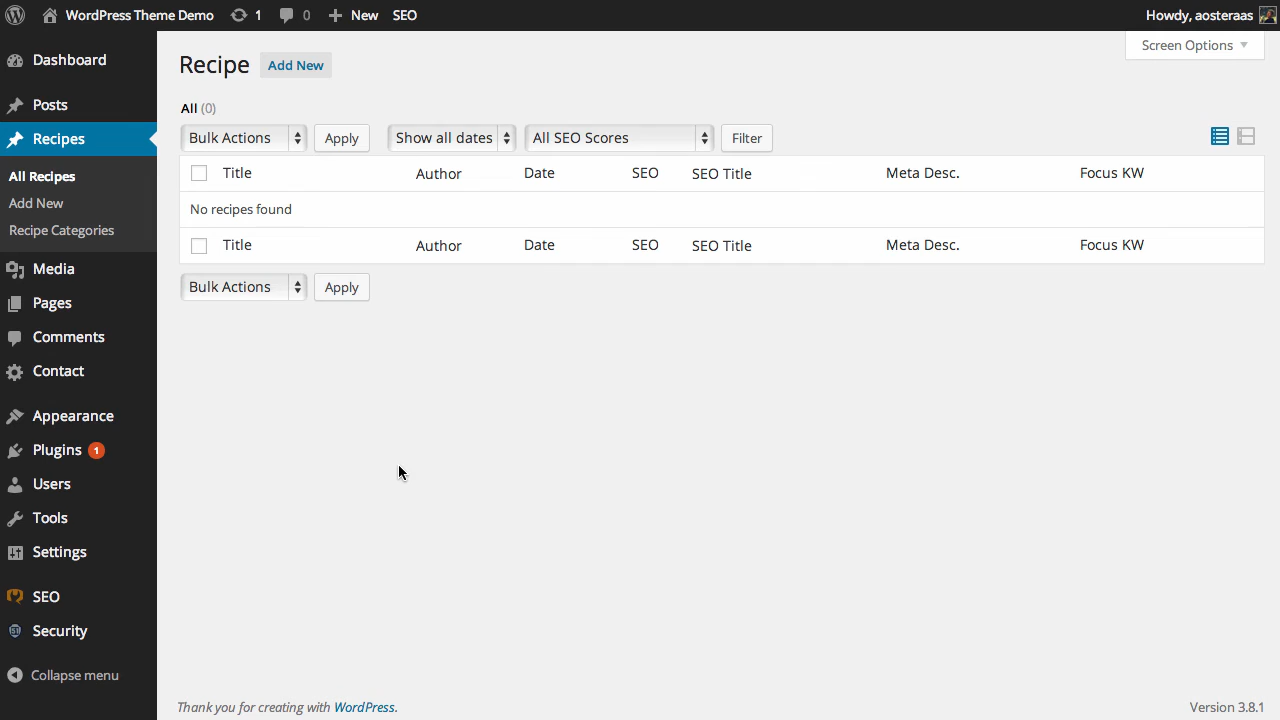 WordPress Theme Demo 1 0 New SEO Howdy, aosteraas
Screen Options
Dashboard
Posts
Recipes
All Recipes
Add New
Recipe Categories
Media
Pages
Comments
Contact
Appearance
Plugins 1
Users
Tools
Settings
SEO
Security
Collapse menu
Recipe Add New
All (0)
Bulk Actions Apply Show all dates All SEO Scores Filter
Title Author Date SEO SEO Title Meta Desc. Focus KW
No recipes found
Title Author Date SEO SEO Title Meta Desc. Focus KW
Bulk Actions Apply
Thank you for creating with WordPress. Version 3.8.1